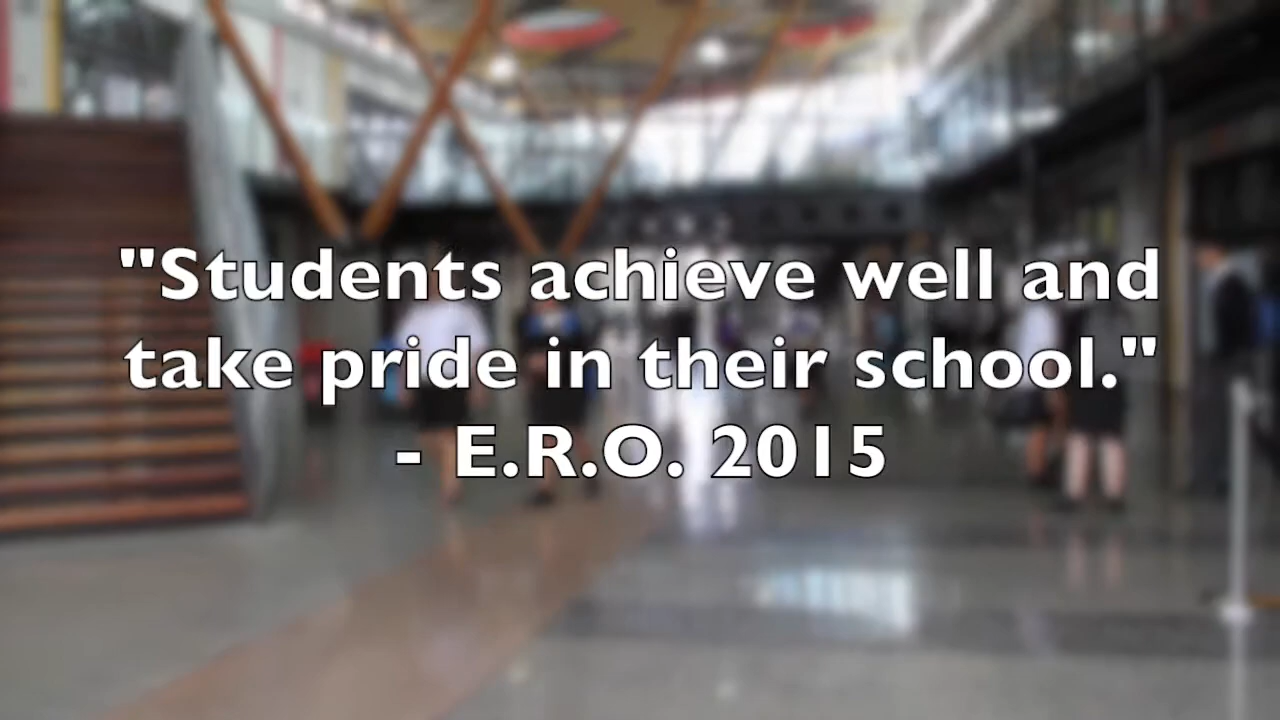 "Students achieve well and
take pride in their school."
- E.R.O. 2015